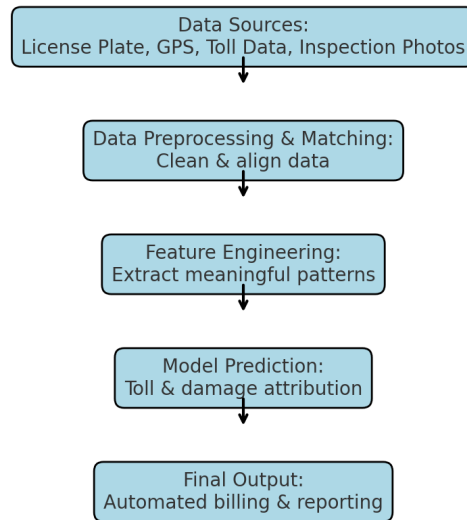 Data Sources:
License Plate, GPS, Toll Data, Inspection Photos
Data Preprocessing & Matching:
Clean & align data
Feature Engineering:
Extract meaningful patterns
Model Prediction:
Toll & damage attribution
Final Output:
Automated billing & reporting